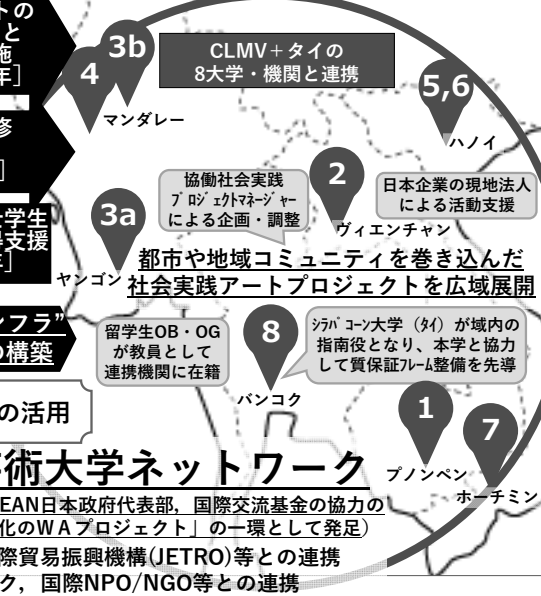 トの
と
施
年］
修
］
学生
支援
］
ンフラ”
の構築
の活用
CLMV＋タイの
8大学・機関と連携
3b
4
マンダレー
5,6
ハノイ
協働社会実践
ﾌﾟﾛｼﾞｪｸﾄﾏﾈｰｼﾞｬｰ
による企画・調整
2
ヴィエンチャン
日本企業の現地法人
による活動支援
3a
ヤンゴン
都市や地域コミュニティを巻き込んだ
社会実践アートプロジェクトを広域展開
留学生OB・OG
が教員として
連携機関に在籍
8
バンコク
ｼﾗﾊﾟｺｰﾝ大学（タイ）が域内の
指南役となり、本学と協力
して質保証ﾌﾚｰﾑ整備を先導
1
プノンペン
7
ホーチミン
術大学ネットワーク
EAN日本政府代表部，国際交流基金の協力の
化のＷＡプロジェクト」の一環として発足）
際貿易振興機構(JETRO)等との連携
ク，国際NPO/NGO等との連携